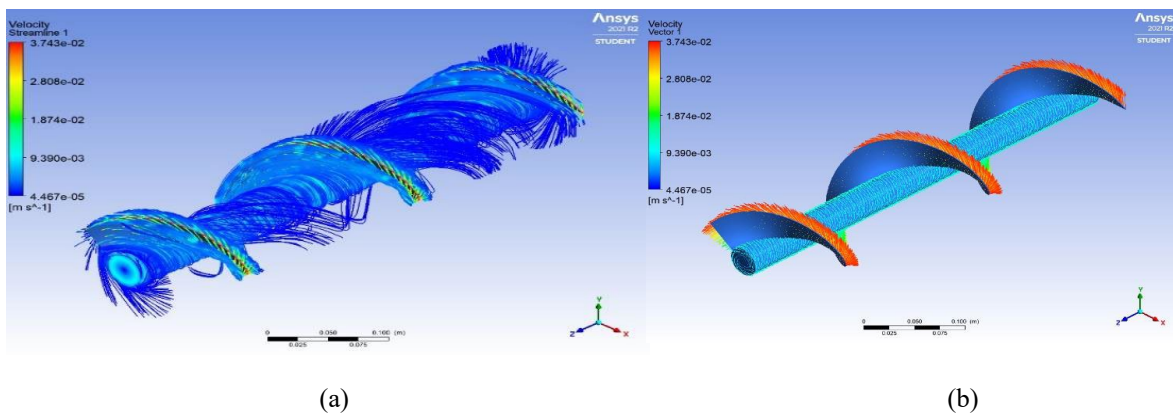 Velocity
Streamline 1
3.743e-02
2.808e-02
1.874e-02
9.390e-03
4.467e-05
[m s^-1]
Ansys
2021 R2
STUDENT
0 0.050 0.100 (m)
0.025 0.075
Y
Z X
(a)
Velocity
Vector 1
3.743e-02
2.808e-02
1.874e-02
9.390e-03
4.467e-05
[m s^-1]
Ansys
2021 R2
STUDENT
0 0.050 0.100 (m)
0.025 0.075
Y
Z X
(b)